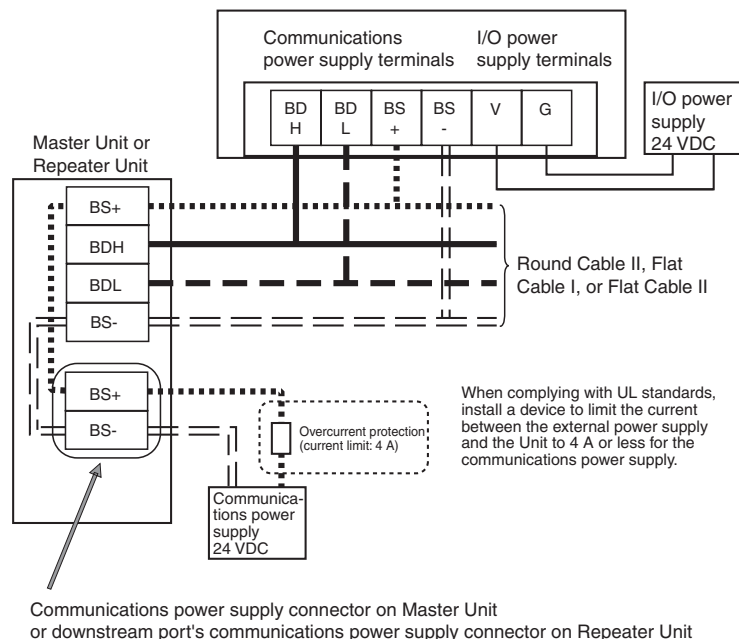 Communications
power supply terminals
I/O power
supply terminals
BD
H
BD
L
BS
+
BS
-
V
G
I/O power
supply
24 VDC
Master Unit or
Repeater Unit
BS+
BDH
BDL
BS-
Round Cable II, Flat
Cable I, or Flat Cable II
BS+
BS-
Overcurrent protection
(current limit: 4 A)
When complying with UL standards,
install a device to limit the current
between the external power supply
and the Unit to 4 A or less for the
communications power supply.
Communica-
tions power
supply
24 VDC
Communications power supply connector on Master Unit
or downstream port's communications power supply connector on Repeater Unit